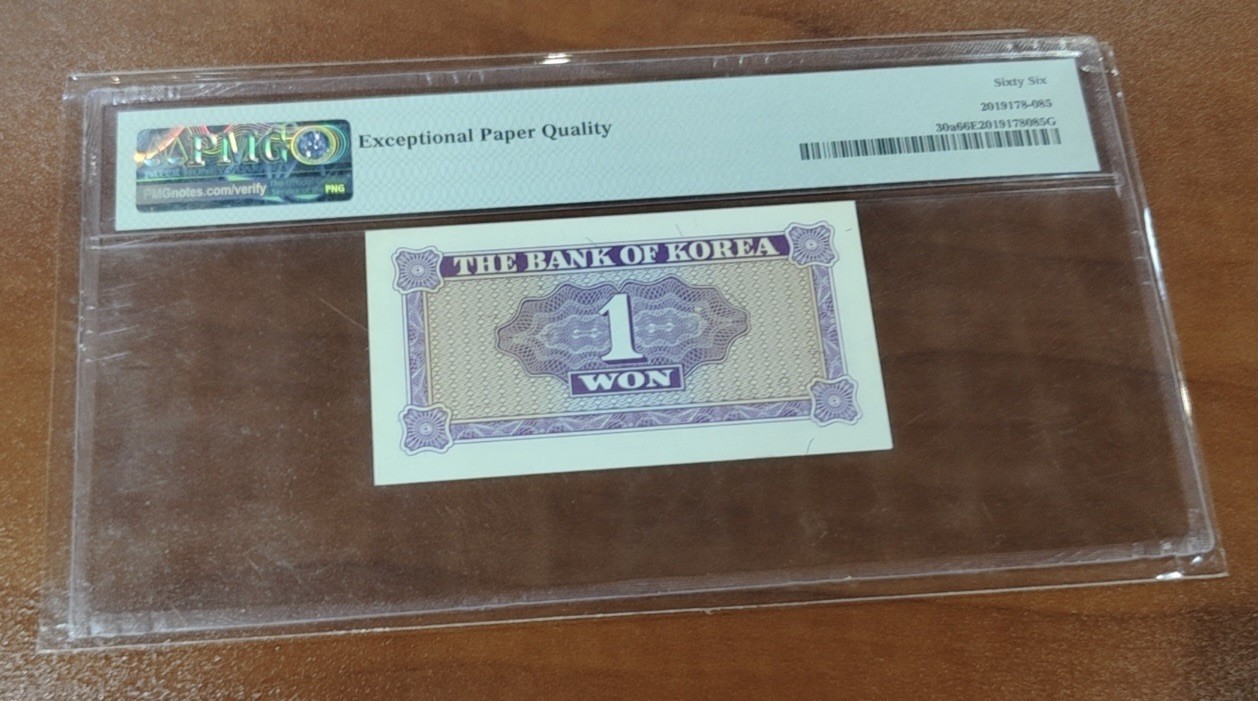 Sixty Six
2019178-085
30a66E2019178085G
PMG
Exceptional Paper Quality
PMGnotes.com/verify
PNG
THE BANK OF KOREA
1
WON